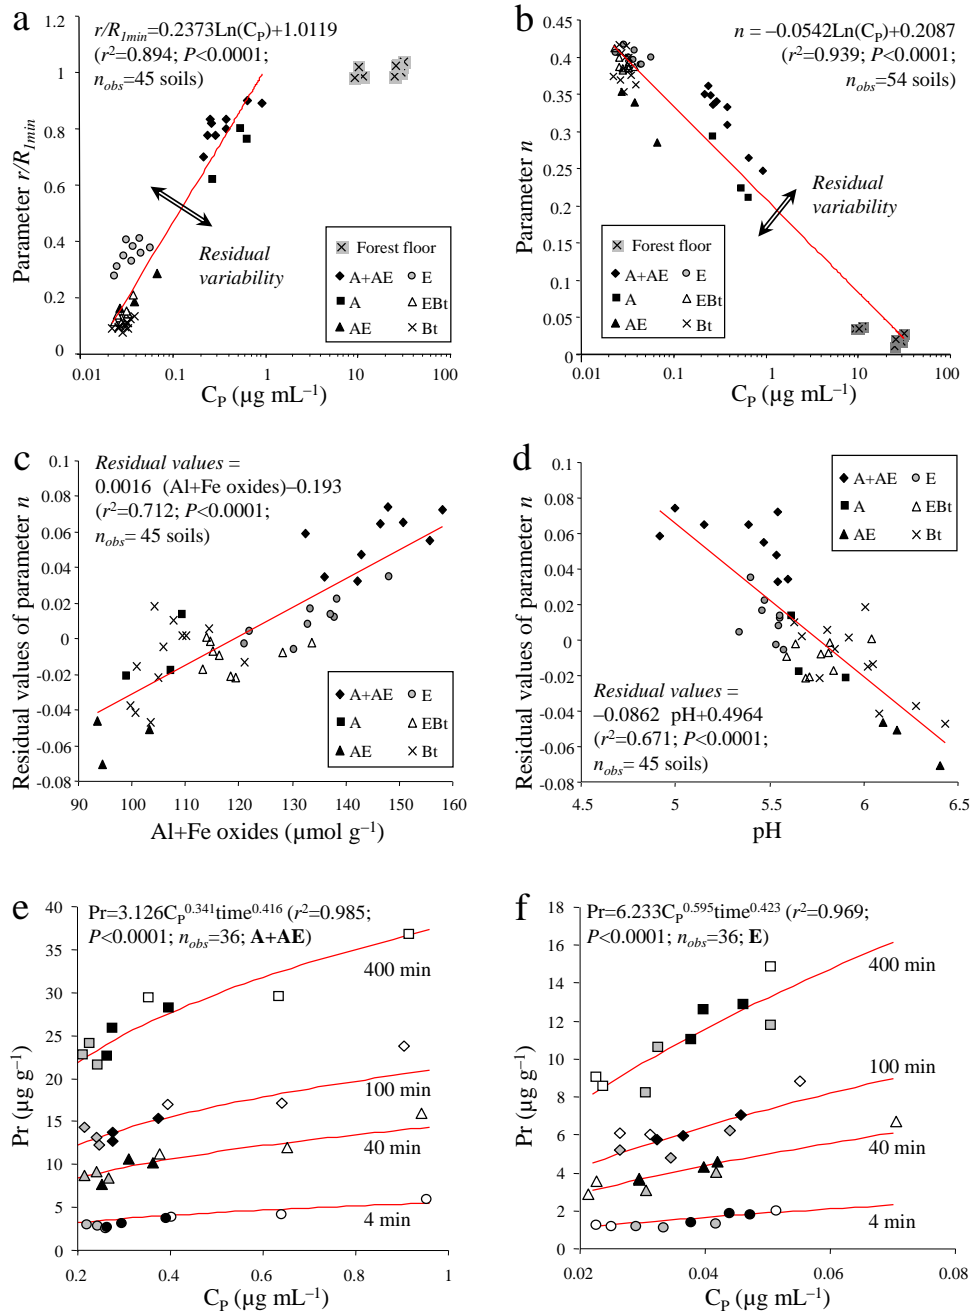 a
r/R1min=0.2373Ln(CP)+1.0119
(r²=0.894; P<0.0001;
nobs=45 soils)
Parameter r/R1min
1.2
1
0.8
0.6
0.4
0.2
0
0.01
0.1
1
10
100
CP (µg mL⁻¹)
Residual
variability
Forest floor
A+AE
E
A
EBt
AE
Bt
b
n = −0.0542Ln(CP)+0.2087
(r²=0.939; P<0.0001;
nobs=54 soils)
Parameter n
0.45
0.4
0.35
0.3
0.25
0.2
0.15
0.1
0.05
0
0.01
0.1
1
10
100
CP (µg mL⁻¹)
Residual
variability
Forest floor
A+AE
E
A
EBt
AE
Bt
c
Residual values =
0.0016 (Al+Fe oxides)−0.193
(r²=0.712; P<0.0001;
nobs= 45 soils)
Residual values of parameter n
0.1
0.08
0.06
0.04
0.02
0
-0.02
-0.04
-0.06
-0.08
90
100
110
120
130
140
150
160
Al+Fe oxides (µmol g⁻¹)
A+AE
E
A
EBt
AE
Bt
d
Residual values of parameter n
0.1
0.08
0.06
0.04
0.02
0
-0.02
-0.04
-0.06
-0.08
4.5
5
5.5
6
6.5
pH
A+AE
E
A
EBt
AE
Bt
Residual values =
−0.0862 pH+0.4964
(r²=0.671; P<0.0001;
nobs= 45 soils)
e
Pr=3.126CP^0.341time^0.416 (r²=0.985;
P<0.0001; nobs=36; A+AE)
Pr (µg g⁻¹)
40
35
30
25
20
15
10
5
0
0.2
0.4
0.6
0.8
1
CP (µg mL⁻¹)
400 min
100 min
40 min
4 min
f
Pr=6.233CP^0.595time^0.423 (r²=0.969;
P<0.0001; nobs=36; E)
Pr (µg g⁻¹)
18
16
14
12
10
8
6
4
2
0
0.02
0.04
0.06
0.08
CP (µg mL⁻¹)
400 min
100 min
40 min
4 min